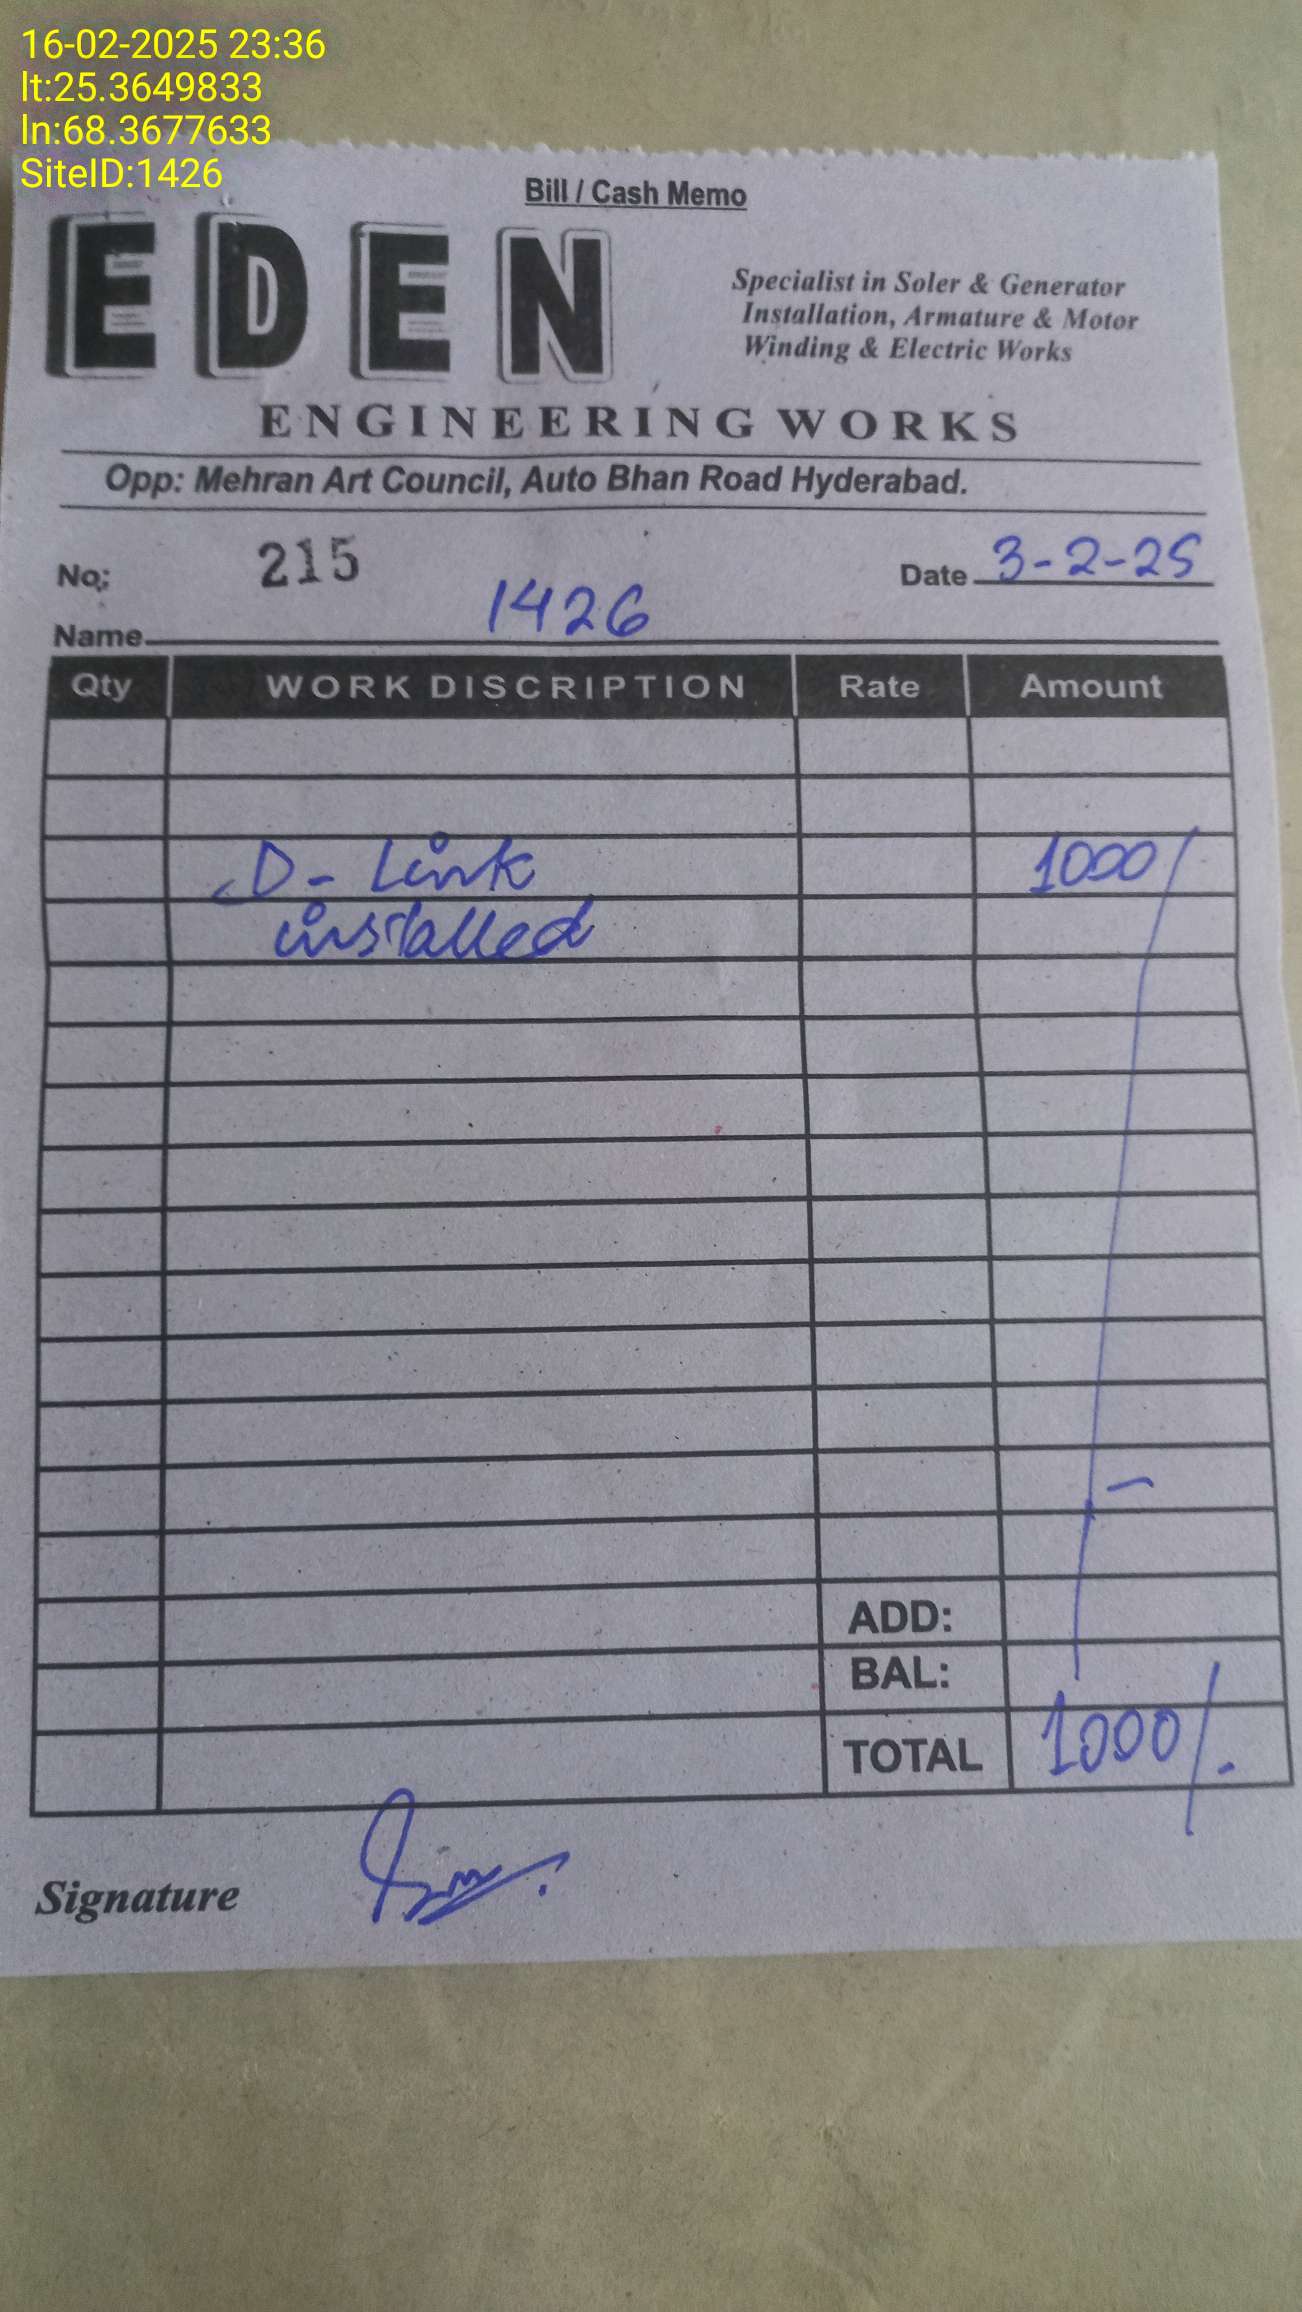 16-02-2025 23:36
lt:25.3649833
ln:68.3677633
SiteID:1426
Bill / Cash Memo
EDEN
Specialist in Soler & Generator
Installation, Armature & Motor
Winding & Electric Works
ENGINEERING WORKS
Opp: Mehran Art Council, Auto Bhan Road Hyderabad.
No: 215 Date 3-2-25
Name 1426
Qty WORK DISCRIPTION Rate Amount
D-Link 1000/
installed
-
ADD:
BAL:
TOTAL 1000/.
Signature